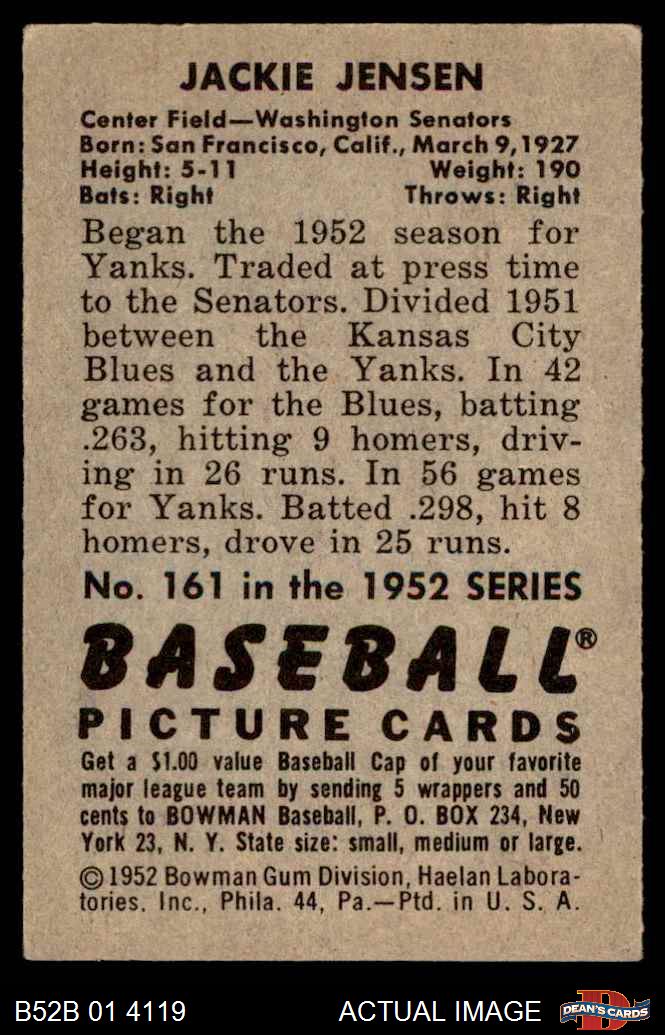 JACKIE JENSEN
Center Field—Washington Senators
Born: San Francisco, Calif., March 9, 1927
Height: 5-11 Weight: 190
Bats: Right Throws: Right
Began the 1952 season for
Yanks. Traded at press time
to the Senators. Divided 1951
between the Kansas City
Blues and the Yanks. In 42
games for the Blues, batting
.263, hitting 9 homers, driv-
ing in 26 runs. In 56 games
for Yanks. Batted .298, hit 8
homers, drove in 25 runs.
No. 161 in the 1952 SERIES
BASEBALL®
PICTURE CARDS
Get a $1.00 value Baseball Cap of your favorite
major league team by sending 5 wrappers and 50
cents to BOWMAN Baseball, P. O. BOX 234, New
York 23, N. Y. State size: small, medium or large.
©1952 Bowman Gum Division, Haelan Labora-
tories, Inc., Phila. 44, Pa.—Ptd. in U. S. A.
B52B 01 4119 ACTUAL IMAGE D DEAN'S CARDS